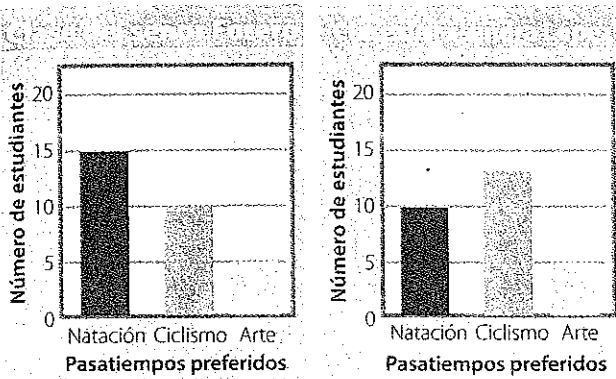 Número de estudiantes
20
15
10
5
0
Natación Ciclismo Arte
Pasatiempos preferidos
Número de estudiantes
20
15
10
5
0
Natación Ciclismo Arte
Pasatiempos preferidos